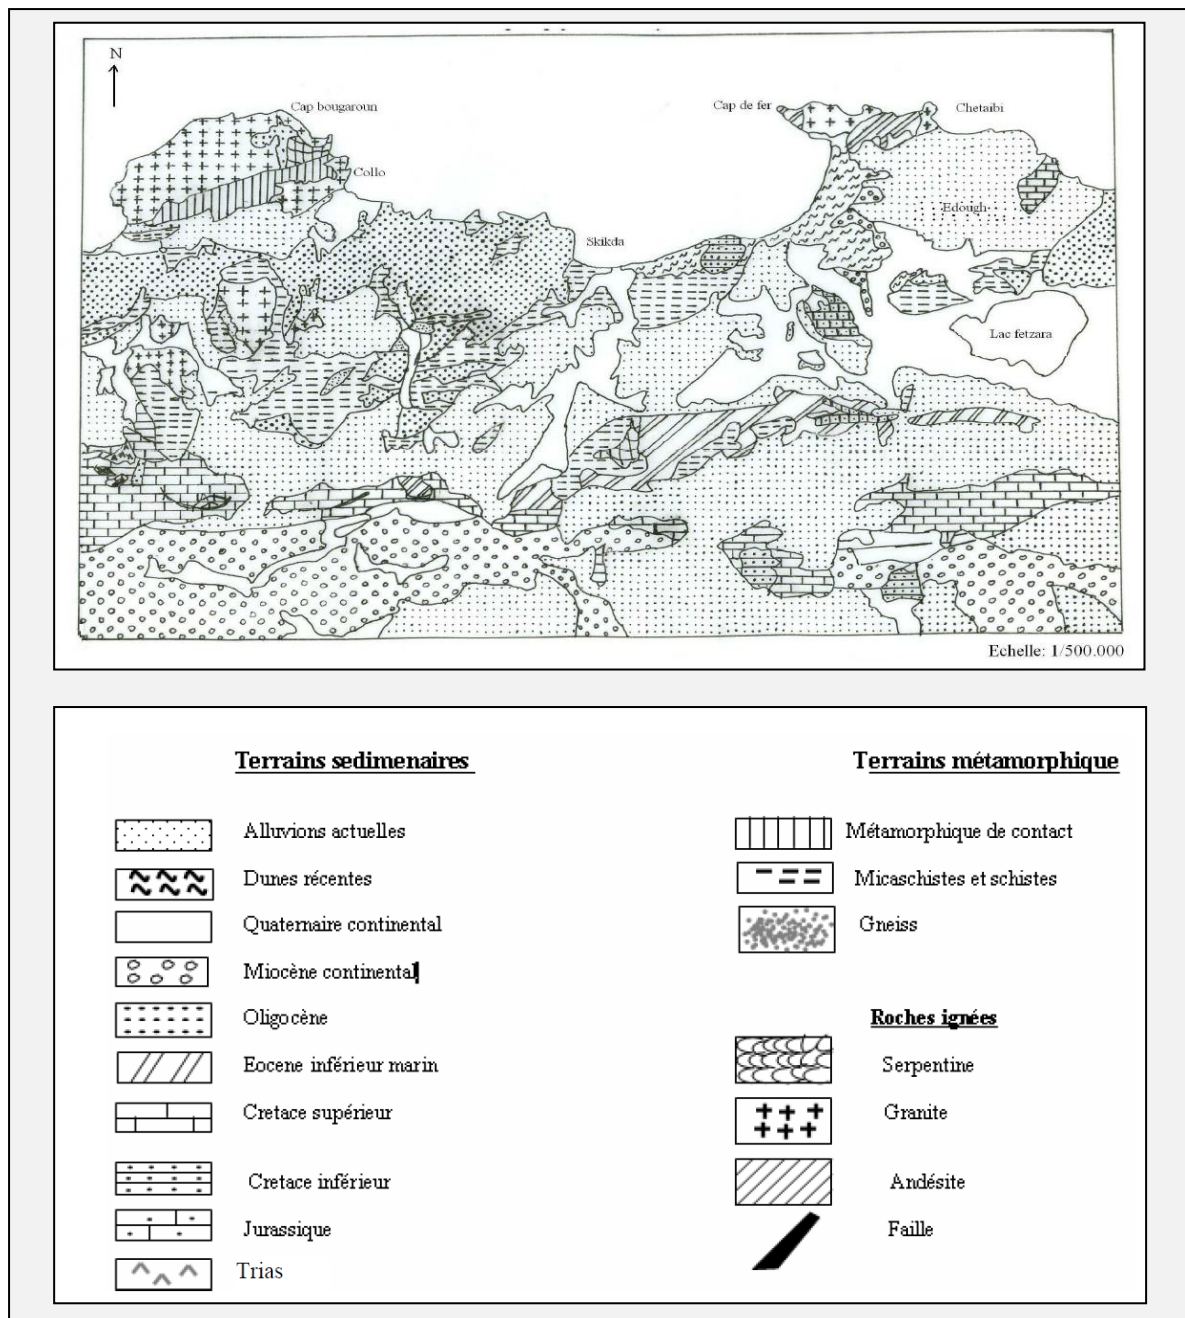 N
Cap bougaroun
Cap de fer
Chetaibi
Collo
Edough
Skikda
Lac fetzara
Echelle: 1/500.000
Terrains sedimenaires
Alluvions actuelles
Dunes récentes
Quaternaire continental
Miocène continental
Oligocène
Eocene inférieur marin
Cretace supérieur
Cretace inférieur
Jurassique
Trias
Terrains métamorphique
Métamorphique de contact
Micaschistes et schistes
Gneiss
Roches ignées
Serpentine
Granite
Andésite
Faille